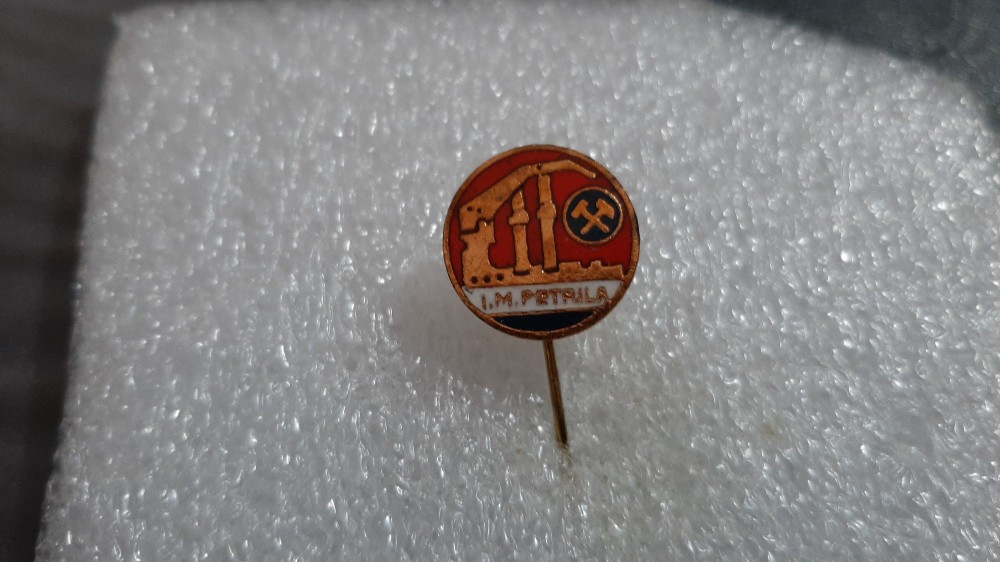 I.M. PETRILA